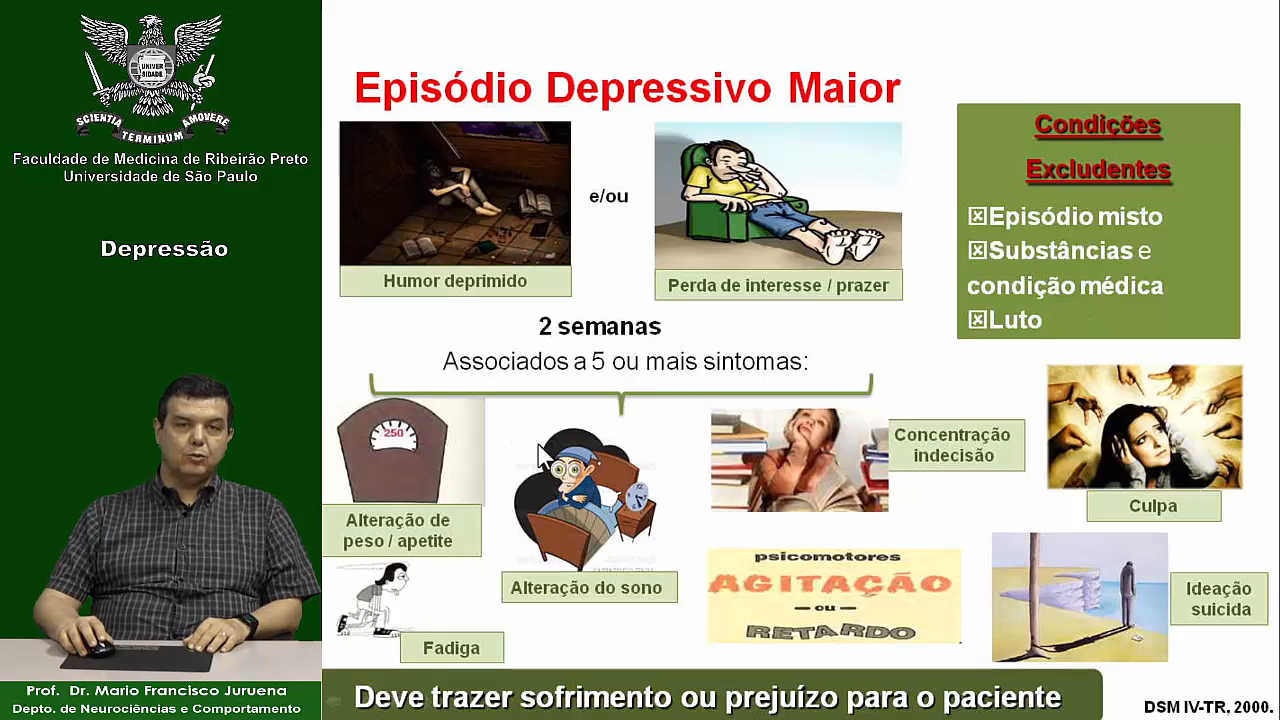 UNIVER
SIDADE
SCIENTIA
TERMINUM
AMOVERE
Faculdade de Medicina de Ribeirão Preto
Universidade de São Paulo
Depressão
Prof. Dr. Mario Francisco Juruena
Depto. de Neurociências e Comportamento
Episódio Depressivo Maior
Humor deprimido
e/ou
Perda de interesse / prazer
Condições
Excludentes
☒Episódio misto
☒Substâncias e
condição médica
☒Luto
2 semanas
Associados a 5 ou mais sintomas:
250
Alteração de
peso / apetite
Alteração do sono
Concentração
indecisão
Culpa
Fadiga
psicomotores
AGITAÇÃO
— ou —
RETARDO
Ideação
suicida
Deve trazer sofrimento ou prejuízo para o paciente
DSM IV-TR, 2000.